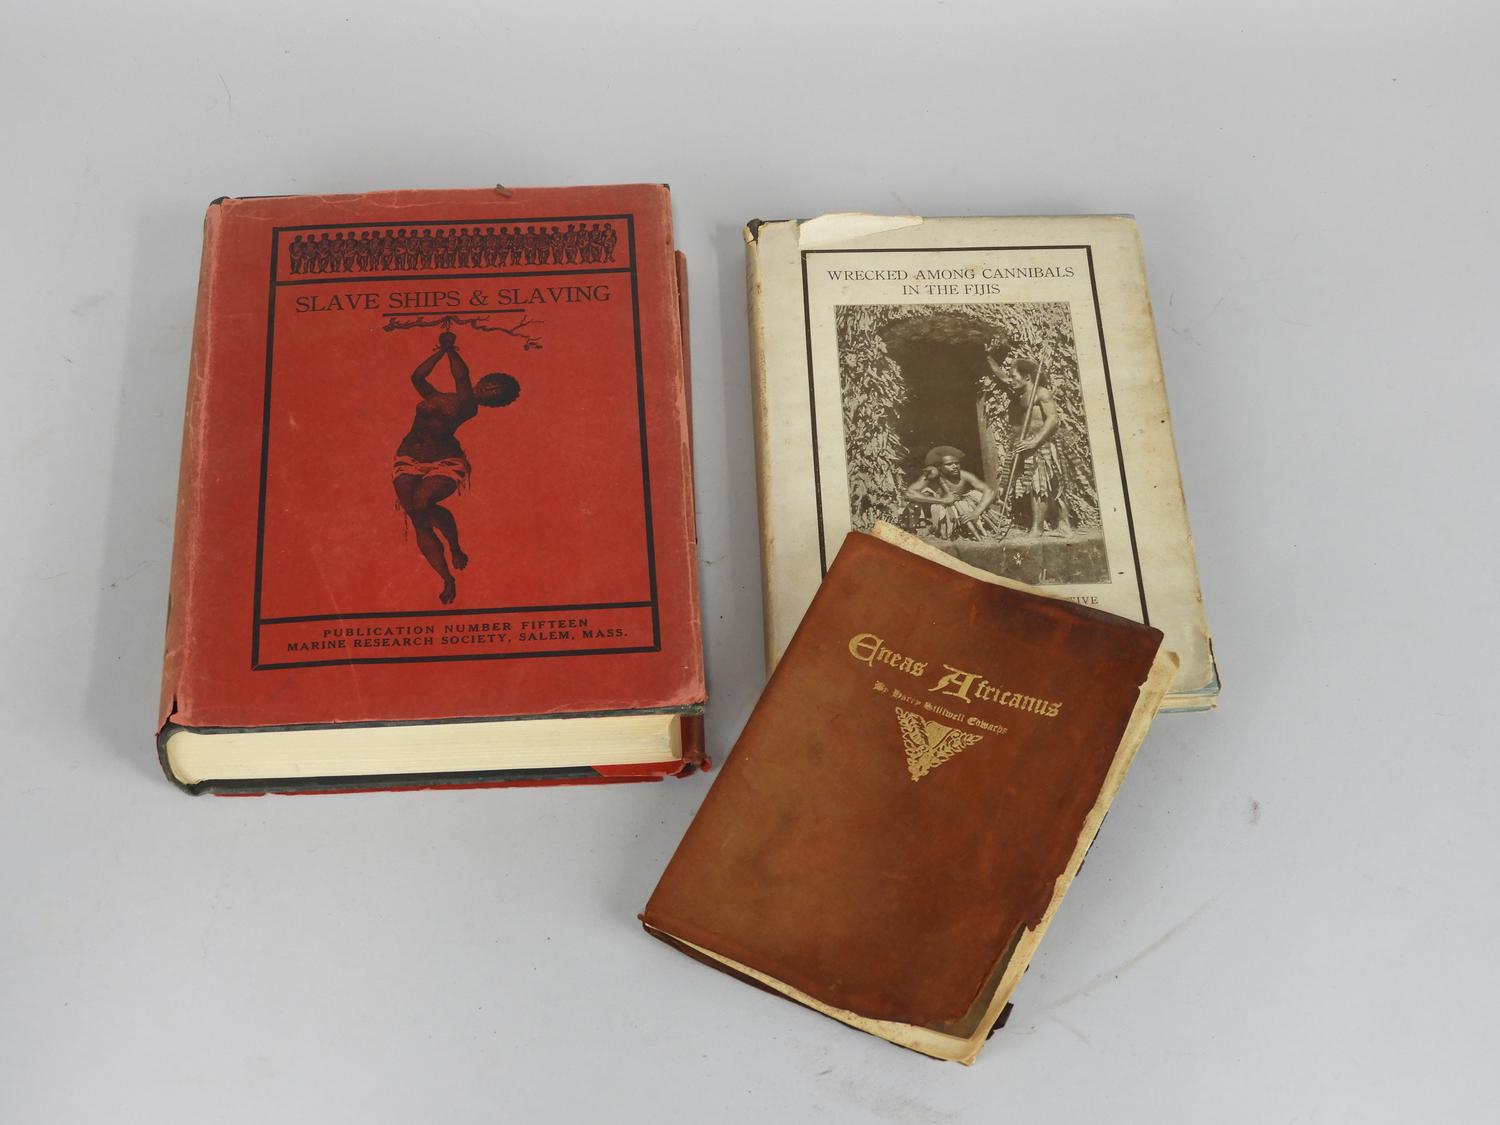 SLAVE SHIPS & SLAVING
PUBLICATION NUMBER FIFTEEN
MARINE RESEARCH SOCIETY, SALEM, MASS.
WRECKED AMONG CANNIBALS
IN THE FIJIS
Eneas Africanus
By Harry Stillwell Edwards